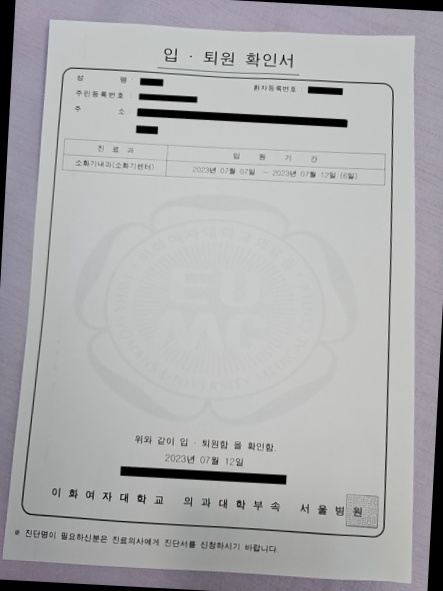 입 · 퇴원 확인서
성 명
환자등록번호 :
주민등록번호 :
주 소
진 료 과 입 원 기 간
소화기내과(소화기센터) 2023년 07월 07일 ~ 2023년 07월 12일 (6일)
EU
MC
위와 같이 입 · 퇴원함 을 확인함.
2023년 07월 12일
이 화 여 자 대 학 교 의 과 대 학 부 속 서 울 병 원
※ 진단명이 필요하신분은 진료의사에게 진단서를 신청하시기 바랍니다.